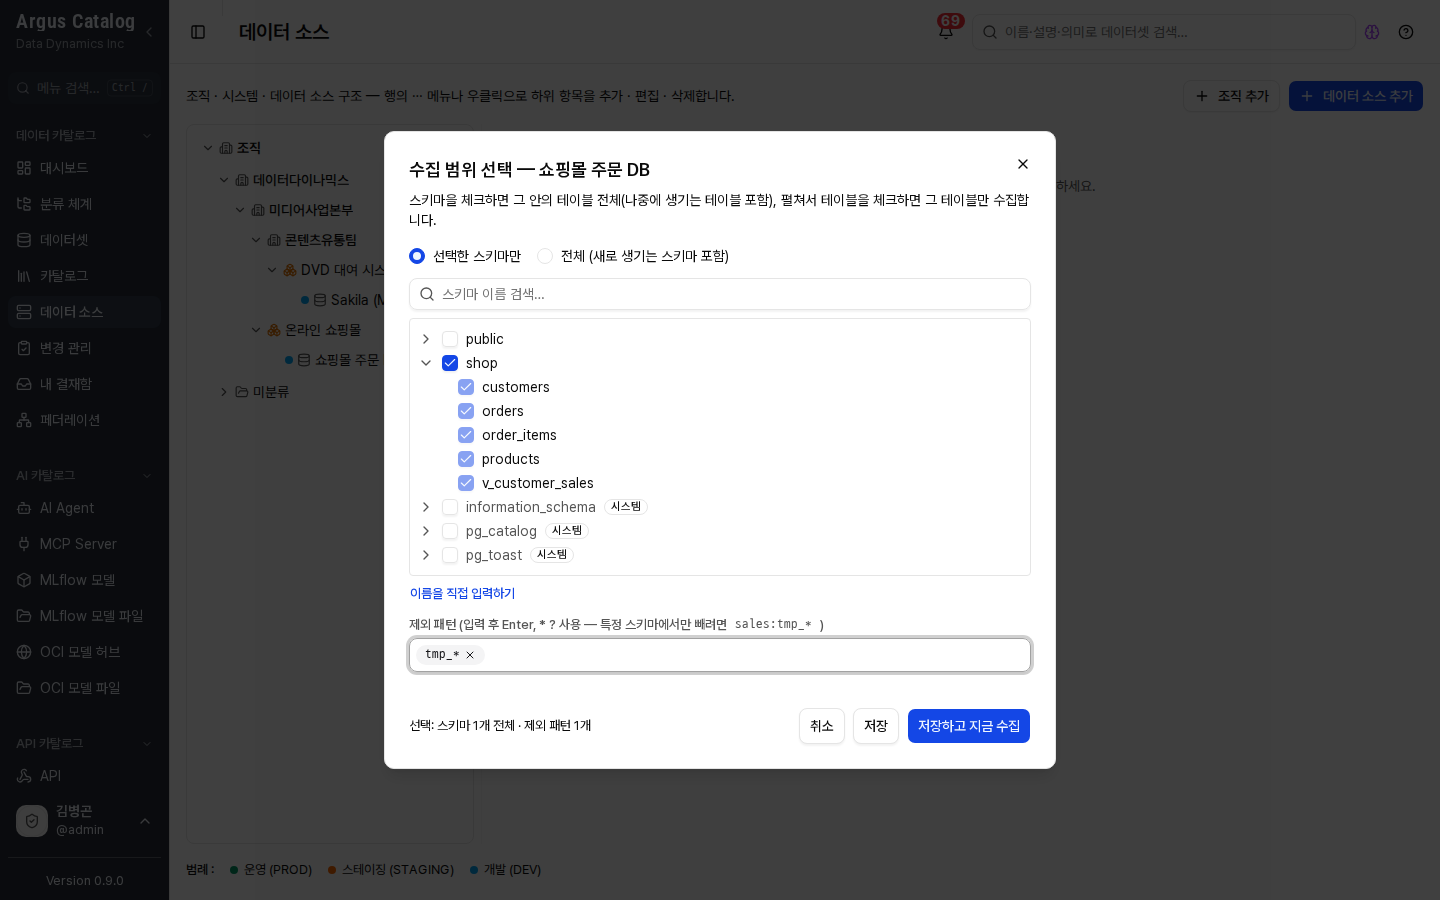 Argus Catalog
Data Dynamics Inc
메뉴 검색... Ctrl /
데이터 카탈로그
대시보드
분류 체계
데이터셋
카탈로그
데이터 소스
변경 관리
내 결재함
페더레이션
AI 카탈로그
AI Agent
MCP Server
MLflow 모델
MLflow 모델 파일
OCI 모델 허브
OCI 모델 파일
API 카탈로그
API
김병곤
@admin
Version 0.9.0
데이터 소스
69
이름·설명·의미로 데이터셋 검색...
조직 · 시스템 · 데이터 소스 구조 — 행의 ··· 메뉴나 우클릭으로 하위 항목을 추가 · 편집 · 삭제합니다.
조직 추가
데이터 소스 추가
조직
데이터다이나믹스
미디어사업본부
콘텐츠유통팀
DVD 대여 시스
Sakila (M
온라인 쇼핑몰
쇼핑몰 주문
미분류
하세요.
수집 범위 선택 — 쇼핑몰 주문 DB
스키마을 체크하면 그 안의 테이블 전체(나중에 생기는 테이블 포함), 펼쳐서 테이블을 체크하면 그 테이블만 수집합
니다.
선택한 스키마만 전체 (새로 생기는 스키마 포함)
스키마 이름 검색...
public
shop
customers
orders
order_items
products
v_customer_sales
information_schema 시스템
pg_catalog 시스템
pg_toast 시스템
이름을 직접 입력하기
제외 패턴 (입력 후 Enter, * ? 사용 — 특정 스키마에서만 빼려면 sales:tmp_* )
tmp_*
선택: 스키마 1개 전체 · 제외 패턴 1개
취소
저장
저장하고 지금 수집
범례 : 운영 (PROD) 스테이징 (STAGING) 개발 (DEV)